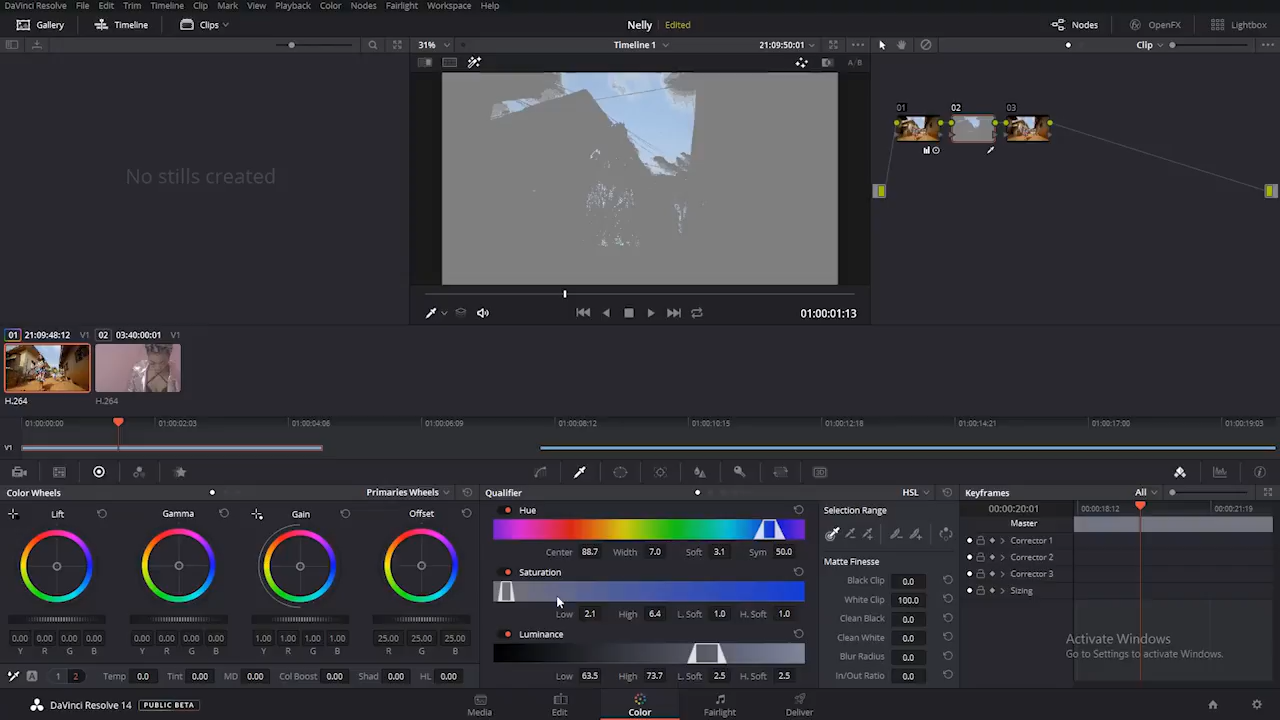 DaVinci Resolve File Edit Trim Timeline Clip Mark View Playback Color Nodes Fairlight Workspace Help
Gallery Timeline Clips Nelly Edited Nodes OpenFX Lightbox
31% Timeline 1 21:09:50:01 Clip
A/B
01 02 03
No stills created
01:00:01:13
01 21:09:48:12 V1 02 03:40:00:01 V1
H.264 H.264
01:00:00:00 01:00:02:03 01:00:04:06 01:00:06:09 01:00:08:12 01:00:10:15 01:00:12:18 01:00:14:21 01:00:17:00 01:00:19:03
V1
3D
Color Wheels Primaries Wheels Qualifier HSL Keyframes All
Lift Gamma Gain Offset
Hue
Center 88.7 Width 7.0 Soft 3.1 Sym 50.0
Saturation
Low 2.1 High 6.4 L. Soft 1.0 H. Soft 1.0
Luminance
Low 63.5 High 73.7 L. Soft 2.5 H. Soft 2.5
0.00 0.00 0.00 0.00 0.00 0.00 0.00 0.00 1.00 1.00 1.00 1.00 25.00 25.00 25.00
Y R G B Y R G B Y R G B R G B
A 1 2 Temp 0.0 Tint 0.00 MD 0.00 Col Boost 0.00 Shad 0.00 HL 0.00
Selection Range
Matte Finesse
Black Clip 0.0
White Clip 100.0
Clean Black 0.0
Clean White 0.0
Blur Radius 0.0
In/Out Ratio 0.0
00:00:20:01 00:00:18:12 00:00:21:19
Master
Corrector 1
Corrector 2
Corrector 3
Sizing
Activate Windows
Go to Settings to activate Windows.
DaVinci Resolve 14 PUBLIC BETA Media Edit Color Fairlight Deliver